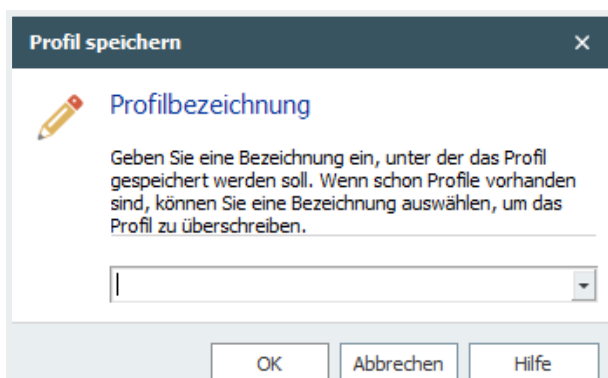 Profil speichern
Profilbezeichnung
Geben Sie eine Bezeichnung ein, unter der das Profil
gespeichert werden soll. Wenn schon Profile vorhanden
sind, können Sie eine Bezeichnung auswählen, um das
Profil zu überschreiben.
OK Abbrechen Hilfe